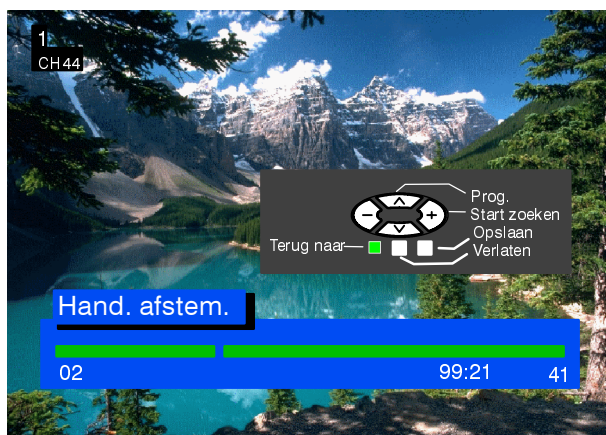 1
CH44
Prog.
Start zoeken
Opslaan
Terug naar
Verlaten
Hand. afstem.
02 99:21 41